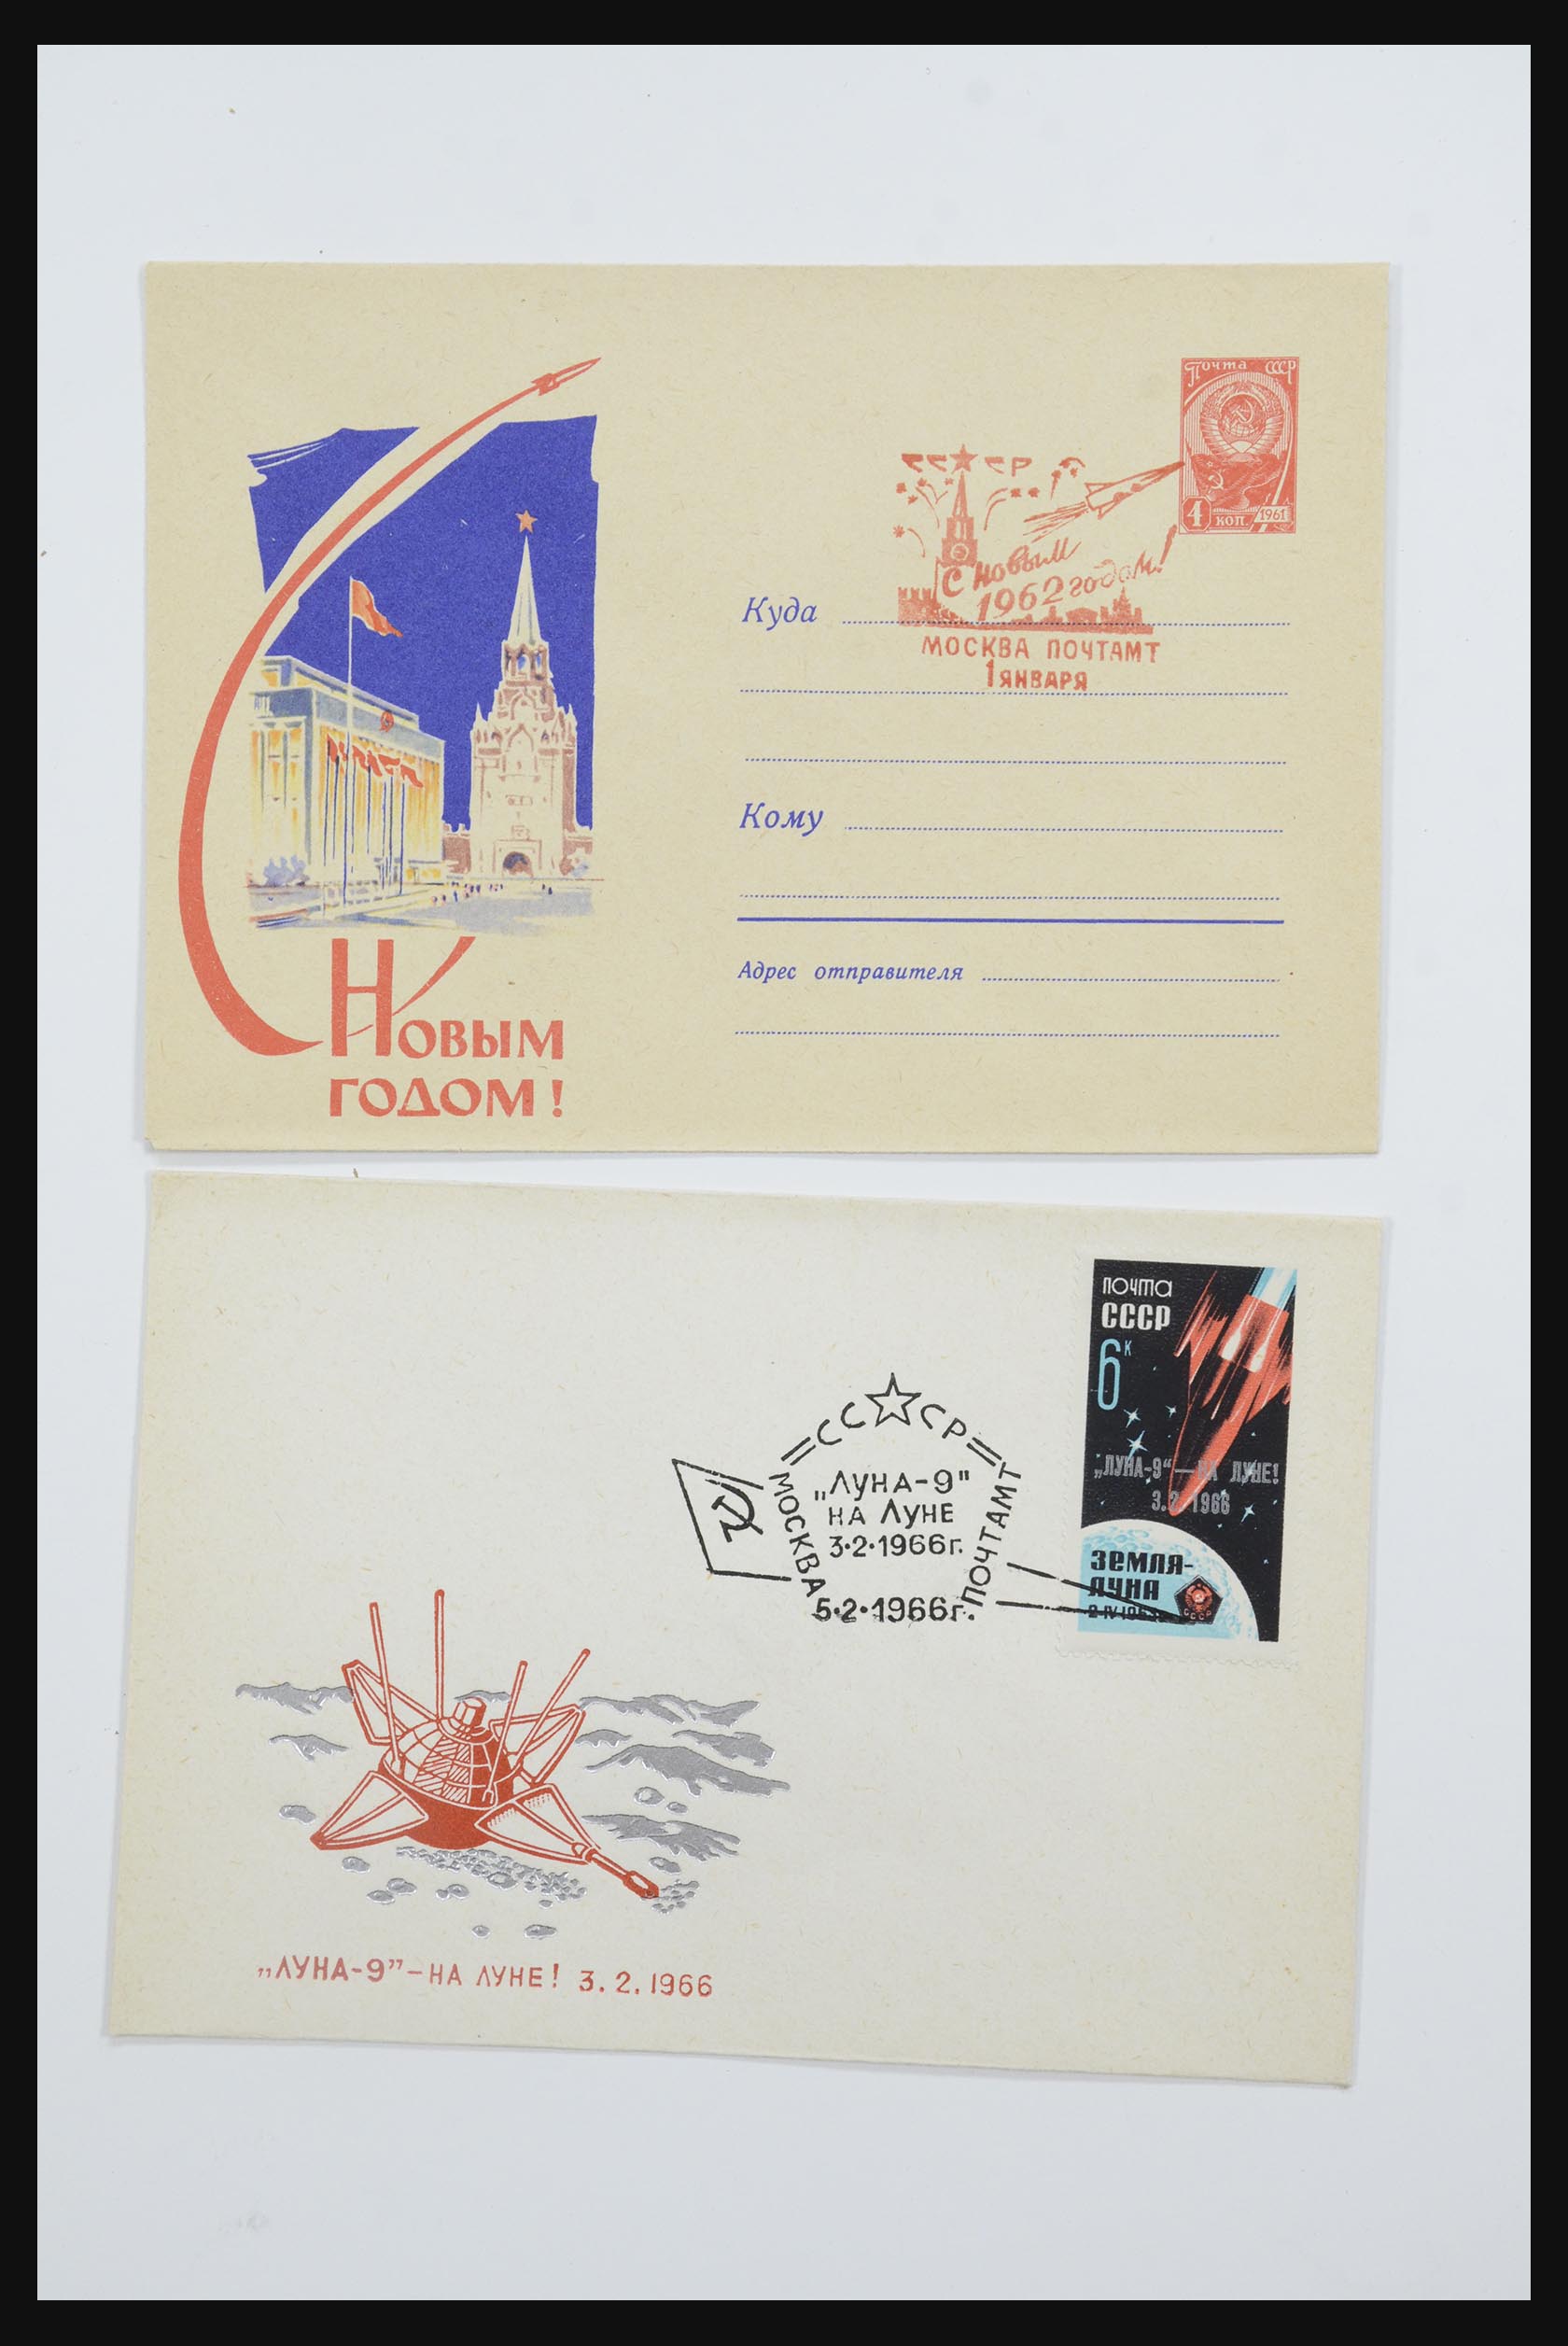 Почта СССР
4 коп 1961
СССР
С новым
1962 годом!
МОСКВА ПОЧТАМТ
1 ЯНВАРЯ
Куда
Кому
Адрес отправителя
С Новым
годом!
почта
СССР
6к
„ЛУНА-9“—НА ЛУНЕ!
3.2.1966
Земля-
Луна
СССР
СССР
МОСКВА ПОЧТАМТ
„ЛУНА-9"
НА ЛУНЕ
3·2·1966г.
5·2·1966г.
„ЛУНА-9”–НА ЛУНЕ! 3.2.1966